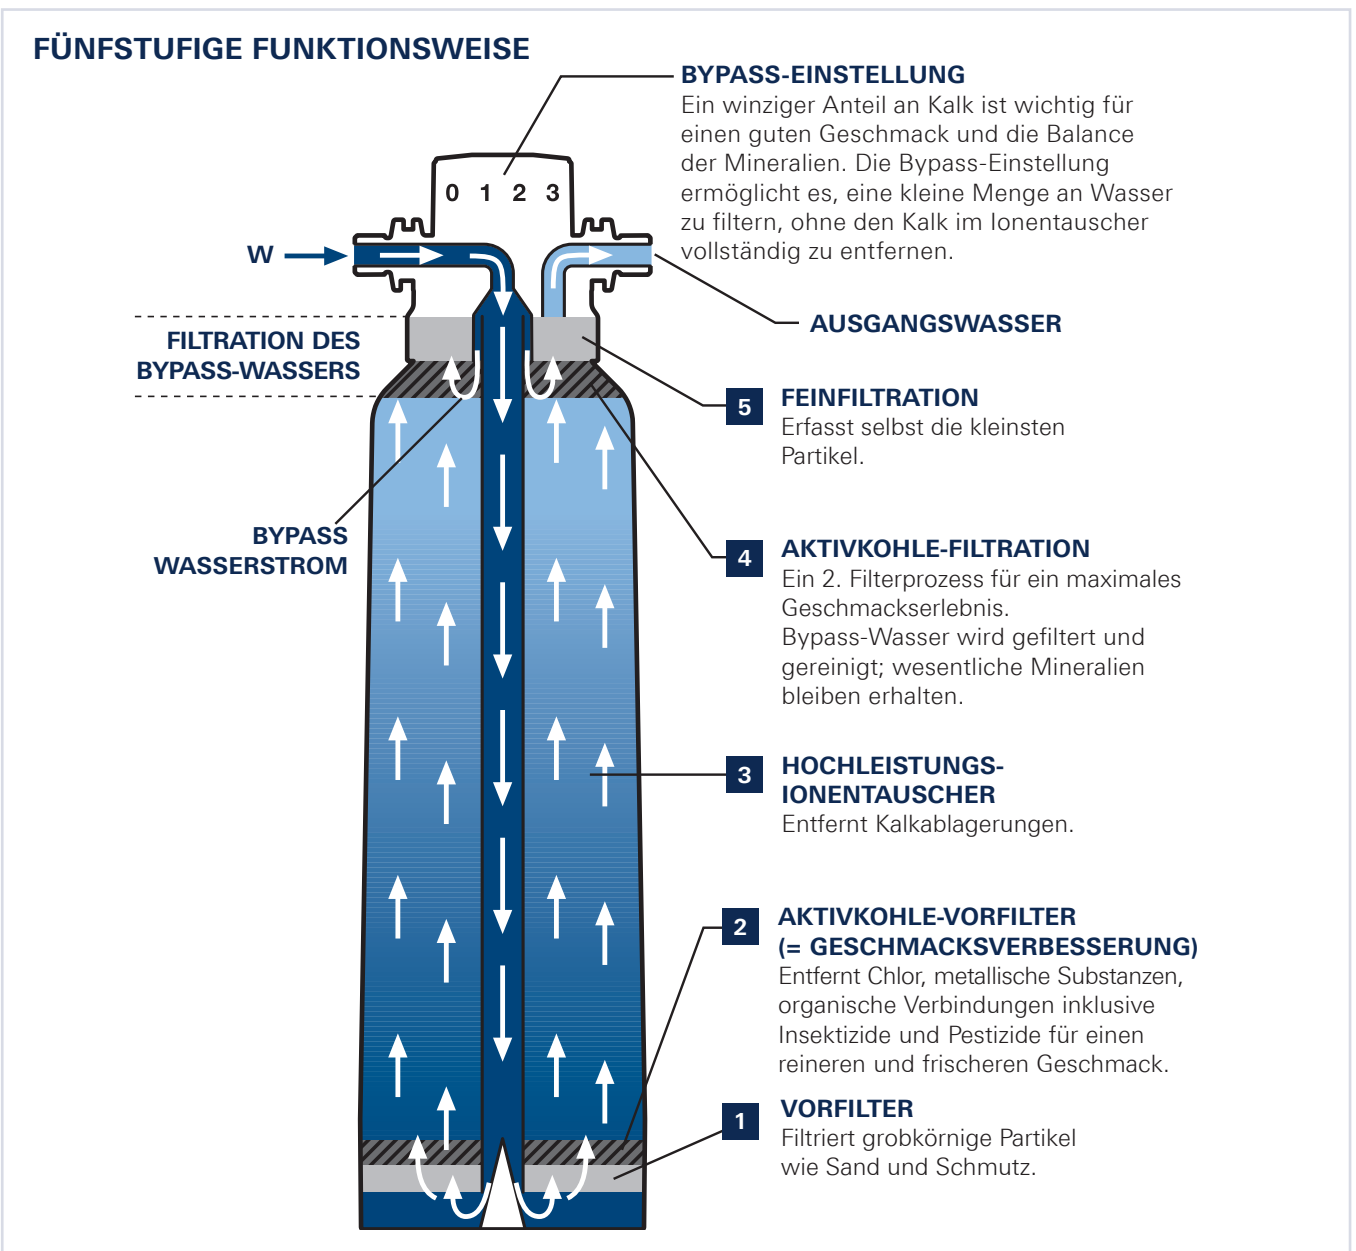 FÜNFSTUFIGE FUNKTIONSWEISE
BYPASS-EINSTELLUNG
Ein winziger Anteil an Kalk ist wichtig für
einen guten Geschmack und die Balance
der Mineralien. Die Bypass-Einstellung
ermöglicht es, eine kleine Menge an Wasser
zu filtern, ohne den Kalk im Ionentauscher
vollständig zu entfernen.
0 1 2 3
W
AUSGANGSWASSER
FILTRATION DES
BYPASS-WASSERS
5 FEINFILTRATION
Erfasst selbst die kleinsten
Partikel.
BYPASS
WASSERSTROM
4 AKTIVKOHLE-FILTRATION
Ein 2. Filterprozess für ein maximales
Geschmackserlebnis.
Bypass-Wasser wird gefiltert und
gereinigt; wesentliche Mineralien
bleiben erhalten.
3 HOCHLEISTUNGS-
IONENTAUSCHER
Entfernt Kalkablagerungen.
2 AKTIVKOHLE-VORFILTER
(= GESCHMACKSVERBESSERUNG)
Entfernt Chlor, metallische Substanzen,
organische Verbindungen inklusive
Insektizide und Pestizide für einen
reineren und frischeren Geschmack.
1 VORFILTER
Filtriert grobkörnige Partikel
wie Sand und Schmutz.